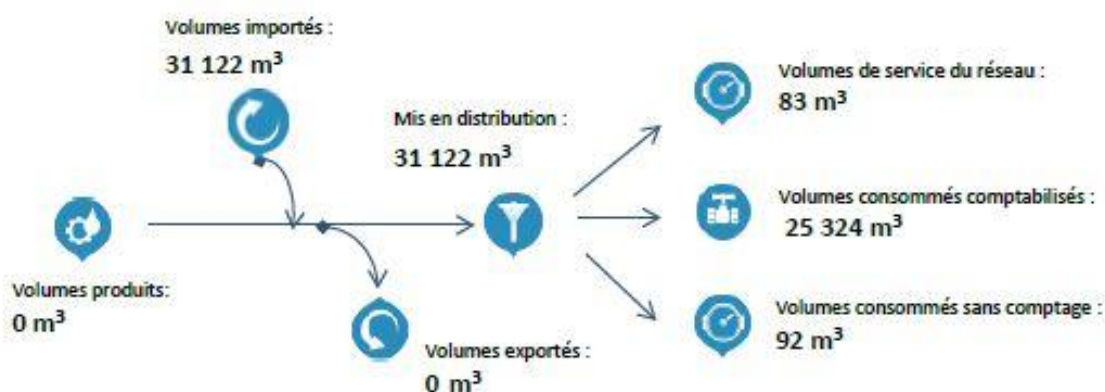 Volumes importés :
31 122 m³
Volumes de service du réseau :
83 m³
Mis en distribution :
31 122 m³
Volumes consommés comptabilisés :
25 324 m³
Volumes produits:
0 m³
Volumes consommés sans comptage :
92 m³
Volumes exportés :
0 m³